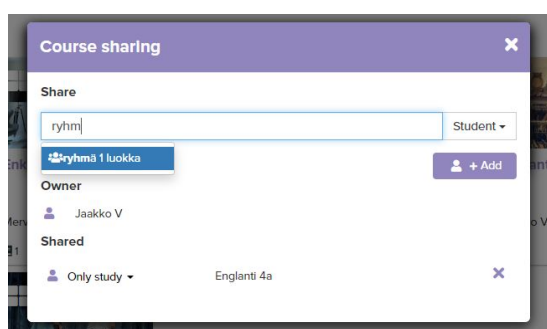 Course sharing
Share
ryhm
Student
ryhmä 1 luokka
+ Add
Owner
Jaakko V
Shared
Only study
Englanti 4a